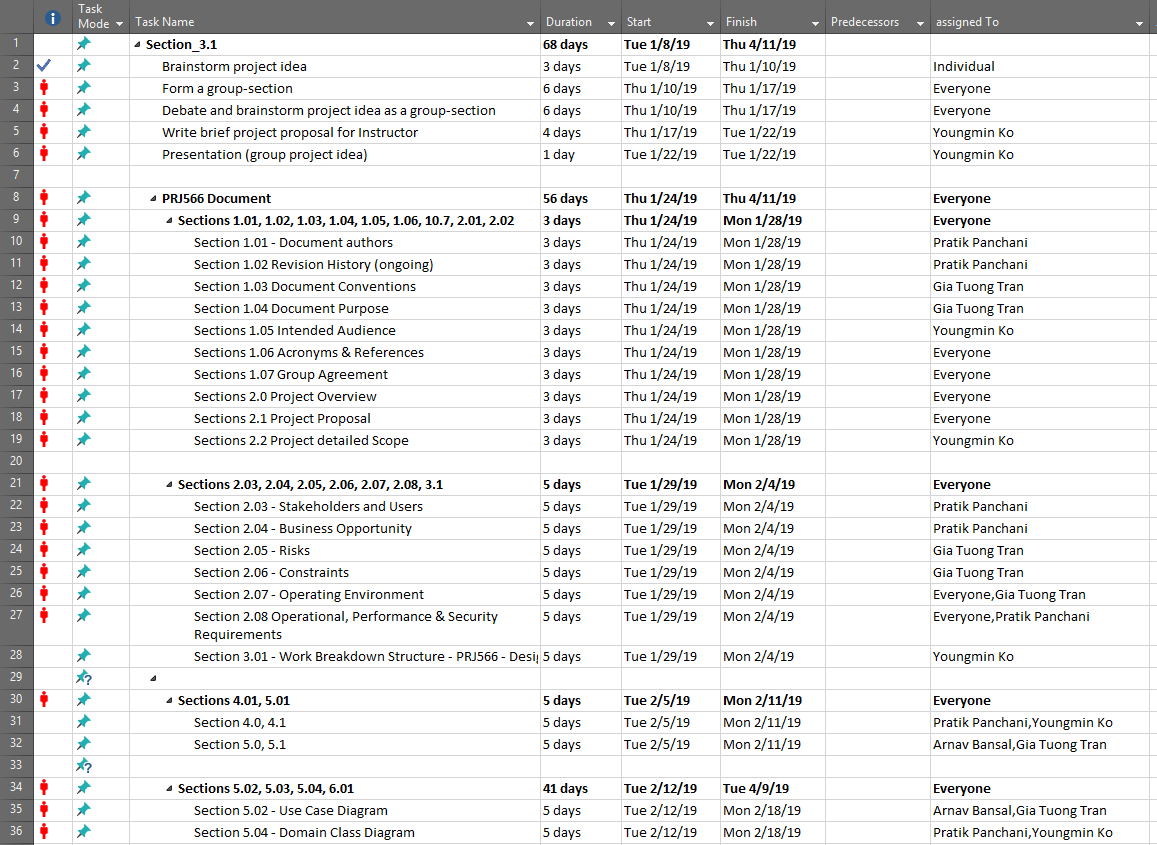 Task Mode Task Name Duration Start Finish Predecessors assigned To
1 Section_3.1 68 days Tue 1/8/19 Thu 4/11/19
2 Brainstorm project idea 3 days Tue 1/8/19 Thu 1/10/19 Individual
3 Form a group-section 6 days Thu 1/10/19 Thu 1/17/19 Everyone
4 Debate and brainstorm project idea as a group-section 6 days Thu 1/10/19 Thu 1/17/19 Everyone
5 Write brief project proposal for Instructor 4 days Thu 1/17/19 Tue 1/22/19 Youngmin Ko
6 Presentation (group project idea) 1 day Tue 1/22/19 Tue 1/22/19 Youngmin Ko
7
8 PRJ566 Document 56 days Thu 1/24/19 Thu 4/11/19 Everyone
9 Sections 1.01, 1.02, 1.03, 1.04, 1.05, 1.06, 10.7, 2.01, 2.02 3 days Thu 1/24/19 Mon 1/28/19 Everyone
10 Section 1.01 - Document authors 3 days Thu 1/24/19 Mon 1/28/19 Pratik Panchani
11 Section 1.02 Revision History (ongoing) 3 days Thu 1/24/19 Mon 1/28/19 Pratik Panchani
12 Section 1.03 Document Conventions 3 days Thu 1/24/19 Mon 1/28/19 Gia Tuong Tran
13 Section 1.04 Document Purpose 3 days Thu 1/24/19 Mon 1/28/19 Gia Tuong Tran
14 Sections 1.05 Intended Audience 3 days Thu 1/24/19 Mon 1/28/19 Youngmin Ko
15 Sections 1.06 Acronyms & References 3 days Thu 1/24/19 Mon 1/28/19 Everyone
16 Sections 1.07 Group Agreement 3 days Thu 1/24/19 Mon 1/28/19 Everyone
17 Sections 2.0 Project Overview 3 days Thu 1/24/19 Mon 1/28/19 Everyone
18 Sections 2.1 Project Proposal 3 days Thu 1/24/19 Mon 1/28/19 Everyone
19 Sections 2.2 Project detailed Scope 3 days Thu 1/24/19 Mon 1/28/19 Youngmin Ko
20
21 Sections 2.03, 2.04, 2.05, 2.06, 2.07, 2.08, 3.1 5 days Tue 1/29/19 Mon 2/4/19 Everyone
22 Section 2.03 - Stakeholders and Users 5 days Tue 1/29/19 Mon 2/4/19 Pratik Panchani
23 Section 2.04 - Business Opportunity 5 days Tue 1/29/19 Mon 2/4/19 Pratik Panchani
24 Section 2.05 - Risks 5 days Tue 1/29/19 Mon 2/4/19 Gia Tuong Tran
25 Section 2.06 - Constraints 5 days Tue 1/29/19 Mon 2/4/19 Gia Tuong Tran
26 Section 2.07 - Operating Environment 5 days Tue 1/29/19 Mon 2/4/19 Everyone,Gia Tuong Tran
27 Section 2.08 Operational, Performance & Security 5 days Tue 1/29/19 Mon 2/4/19 Everyone,Pratik Panchani
Requirements
28 Section 3.01 - Work Breakdown Structure - PRJ566 - Desi 5 days Tue 1/29/19 Mon 2/4/19 Youngmin Ko
29 ?
30 Sections 4.01, 5.01 5 days Tue 2/5/19 Mon 2/11/19 Everyone
31 Section 4.0, 4.1 5 days Tue 2/5/19 Mon 2/11/19 Pratik Panchani,Youngmin Ko
32 Section 5.0, 5.1 5 days Tue 2/5/19 Mon 2/11/19 Arnav Bansal,Gia Tuong Tran
33 ?
34 Sections 5.02, 5.03, 5.04, 6.01 41 days Tue 2/12/19 Tue 4/9/19 Everyone
35 Section 5.02 - Use Case Diagram 5 days Tue 2/12/19 Mon 2/18/19 Arnav Bansal,Gia Tuong Tran
36 Section 5.04 - Domain Class Diagram 5 days Tue 2/12/19 Mon 2/18/19 Pratik Panchani,Youngmin Ko